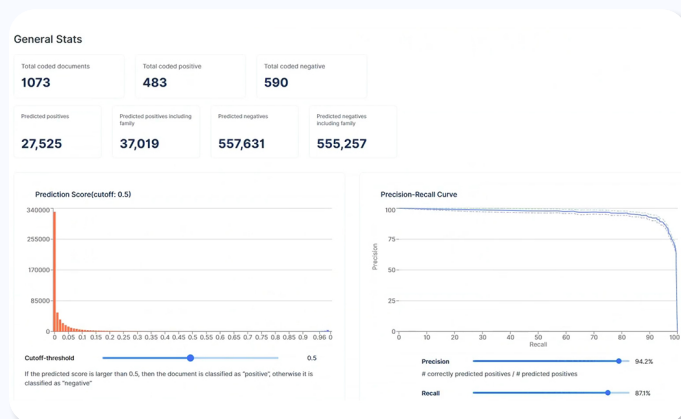 General Stats
Total coded documents
1073
Total coded positive
483
Total coded negative
590
Predicted positives
27,525
Predicted positives including
family
37,019
Predicted negatives
557,631
Predicted negatives
including family
555,257
Prediction Score(cutoff: 0.5)
340000
255000
170000
85000
0
0 0.05 0.1 0.15 0.2 0.25 0.3 0.35 0.4 0.45 0.5 0.55 0.6 0.65 0.7 0.75 0.8 0.85 0.9 0.96 0
Cutoff-threshold
0.5
If the predicted score is larger than 0.5, then the document is classified as "positive", otherwise it is
classified as "negative"
Precision-Recall Curve
100
75
50
25
0
Precision
0 10 20 30 40 50 60 70 80 90 100
Recall
Precision
94.2%
# correctly predicted positives / # predicted positives
Recall
87.1%